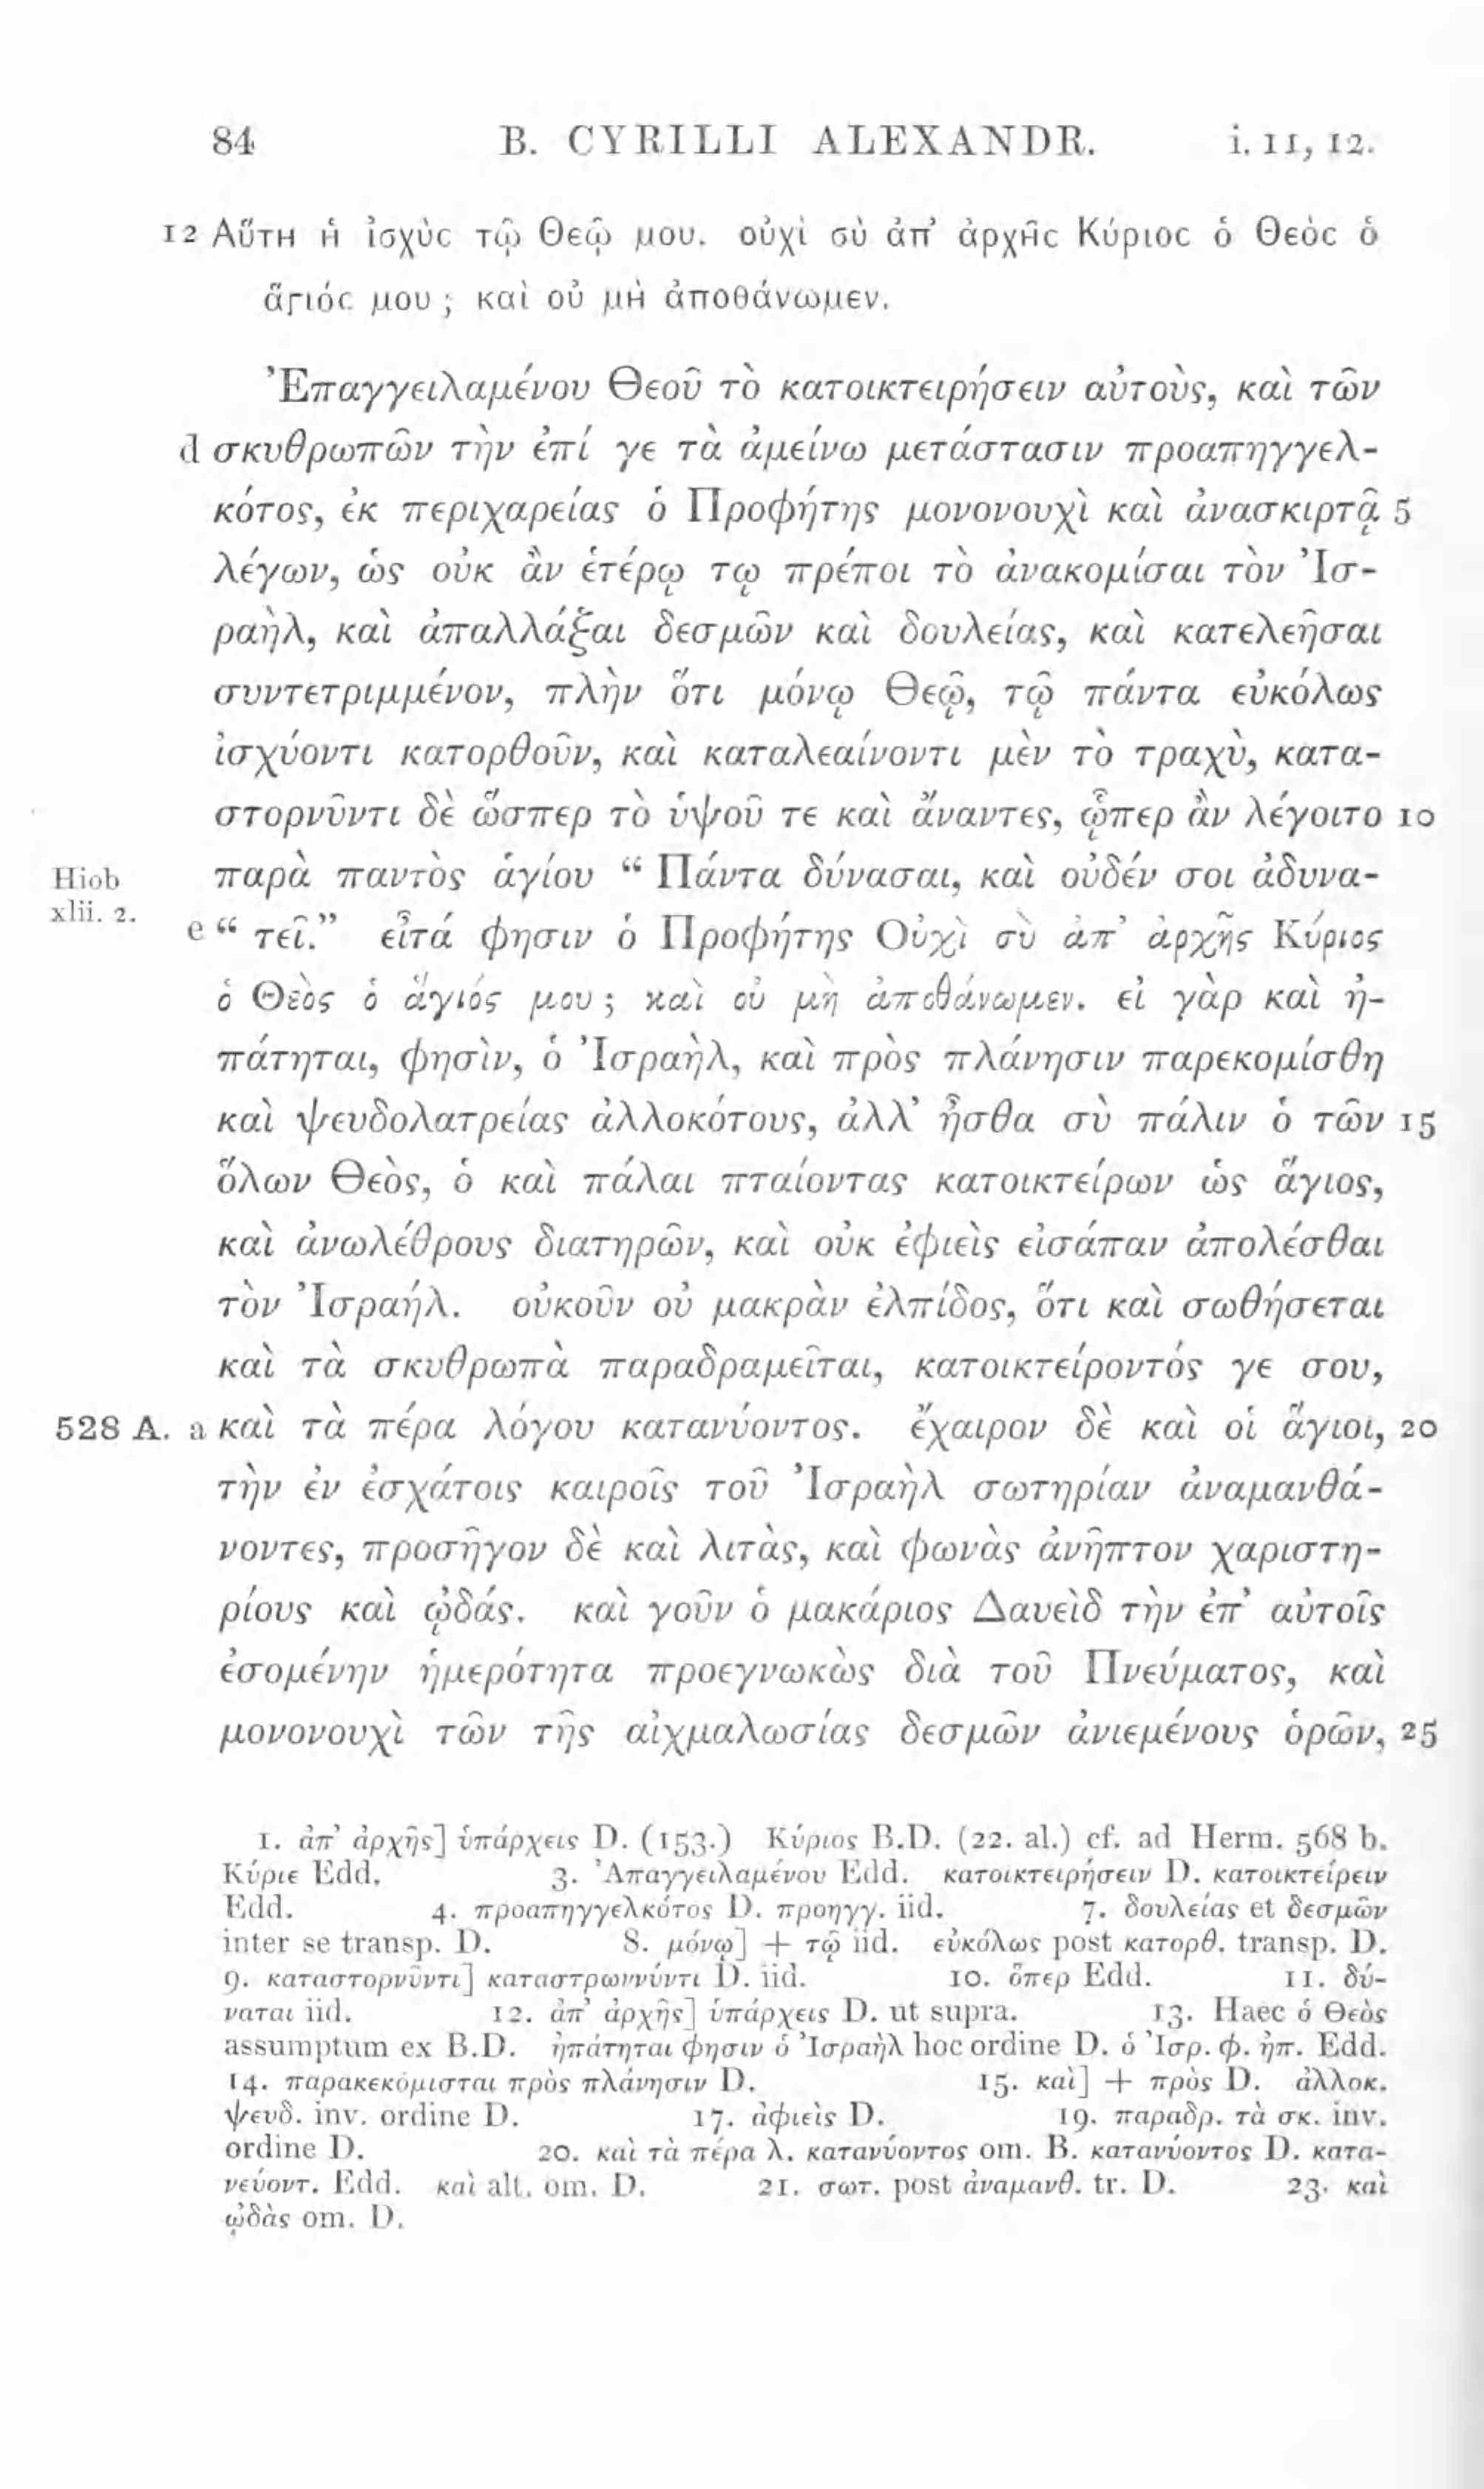 84 B. CYRILLI ALEXANDR. i. 11, 12.
12 Αὕτη ἡ ἰσχὺς τῷ Θεῷ μου. οὐχὶ σὺ ἀπ' ἀρχῆς Κύριος ὁ Θεὸς ὁ
ἅγιός μου ; καὶ οὐ μὴ ἀποθάνωμεν.
Ἐπαγγειλαμένου Θεοῦ τὸ κατοικτειρήσειν αὐτοὺς, καὶ τῶν
d σκυθρωπῶν τὴν ἐπί γε τὰ ἀμείνω μετάστασιν προαπηγγελ-
κότος, ἐκ περιχαρείας ὁ Προφήτης μονονουχὶ καὶ ἀνασκιρτᾷ 5
λέγων, ὡς οὐκ ἂν ἑτέρῳ τῳ πρέποι τὸ ἀνακομίσαι τὸν Ἰσ-
ραὴλ, καὶ ἀπαλλάξαι δεσμῶν καὶ δουλείας, καὶ κατελεῆσαι
συντετριμμένον, πλὴν ὅτι μόνῳ Θεῷ, τῷ πάντα εὐκόλως
ἰσχύοντι κατορθοῦν, καὶ καταλεαίνοντι μὲν τὸ τραχὺ, κατα-
στορνῦντι δὲ ὥσπερ τὸ ὑψοῦ τε καὶ ἄναντες, ᾧπερ ἂν λέγοιτο 10
Hiob xlii. 2.
παρὰ παντὸς ἁγίου “ Πάντα δύνασαι, καὶ οὐδέν σοι ἀδυνα-
e “ τεῖ.” εἶτά φησιν ὁ Προφήτης Οὐχὶ σὺ ἀπ' ἀρχῆς Κύριος
ὁ Θεὸς ὁ ἅγιός μου ; καὶ οὐ μὴ ἀποθάνωμεν. εἰ γὰρ καὶ ἠ-
πάτηται, φησὶν, ὁ Ἰσραὴλ, καὶ πρὸς πλάνησιν παρεκομίσθη
καὶ ψευδολατρείας ἀλλοκότους, ἀλλ' ἦσθα σὺ πάλιν ὁ τῶν 15
ὅλων Θεὸς, ὁ καὶ πάλαι πταίοντας κατοικτείρων ὡς ἅγιος,
καὶ ἀνωλέθρους διατηρῶν, καὶ οὐκ ἐφιεὶς εἰσάπαν ἀπολέσθαι
τὸν Ἰσραήλ. οὐκοῦν οὐ μακρὰν ἐλπίδος, ὅτι καὶ σωθήσεται
καὶ τὰ σκυθρωπὰ παραδραμεῖται, κατοικτείροντός γε σου,
528 A. a καὶ τὰ πέρα λόγου κατανύοντος. ἔχαιρον δὲ καὶ οἱ ἅγιοι, 20
τὴν ἐν ἐσχάτοις καιροῖς τοῦ Ἰσραὴλ σωτηρίαν ἀναμανθά-
νοντες, προσῆγον δὲ καὶ λιτὰς, καὶ φωνὰς ἀνῆπτον χαριστη-
ρίους καὶ ᾠδάς. καὶ γοῦν ὁ μακάριος Δαυεὶδ τὴν ἐπ' αὐτοῖς
ἐσομένην ἡμερότητα προεγνωκὼς διὰ τοῦ Πνεύματος, καὶ
μονονουχὶ τῶν τῆς αἰχμαλωσίας δεσμῶν ἀνιεμένους ὁρῶν, 25
1. ἀπ' ἀρχῆς] ὑπάρχεις D. (153.) Κύριος B.D. (22. al.) cf. ad Herm. 568 b.
Κύριε Edd. 3. Ἀπαγγειλαμένου Edd. κατοικτειρήσειν D. κατοικτείρειν
Edd. 4. προαπηγγελκότος D. προηγγ. iid. 7. δουλείας et δεσμῶν
inter se transp. D. 8. μόνῳ] + τῷ iid. εὐκόλως post κατορθ. transp. D.
9. καταστορνῦντι] καταστρωννύντι D. iid. 10. ὅπερ Edd. 11. δύ-
ναται iid. 12. ἀπ' ἀρχῆς] ὑπάρχεις D. ut supra. 13. Haec ὁ Θεὸς
assumptum ex B.D. ἠπάτηται φησιν ὁ Ἰσραὴλ hoc ordine D. ὁ Ἰσρ. φ. ἠπ. Edd.
14. παρακεκόμισται πρὸς πλάνησιν D. 15. καὶ] + πρὸς D. ἀλλοκ.
ψευδ. inv. ordine D. 17. ἀφιεὶς D. 19. παραδρ. τὰ σκ. inv.
ordine D. 20. καὶ τὰ πέρα λ. κατανύοντος om. B. κατανύοντος D. κατα-
νεύοντ. Edd. καὶ alt. om. D. 21. σωτ. post ἀναμανθ. tr. D. 23. καὶ
ᾠδὰς om. D.